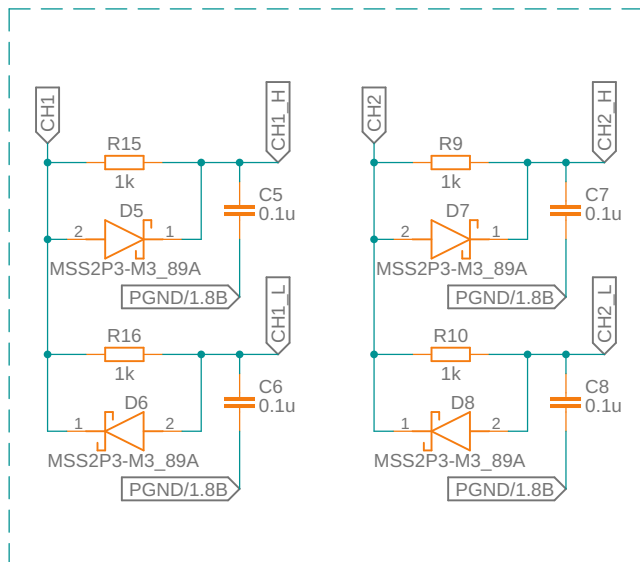 CH1
CH1_H
CH2
CH2_H
R15
1k
R9
1k
C5
0.1u
C7
0.1u
D5
2
1
MSS2P3-M3_89A
D7
2
1
MSS2P3-M3_89A
PGND/1.8B
CH1_L
PGND/1.8B
CH2_L
R16
1k
R10
1k
C6
0.1u
C8
0.1u
D6
1
2
MSS2P3-M3_89A
D8
1
2
MSS2P3-M3_89A
PGND/1.8B
PGND/1.8B